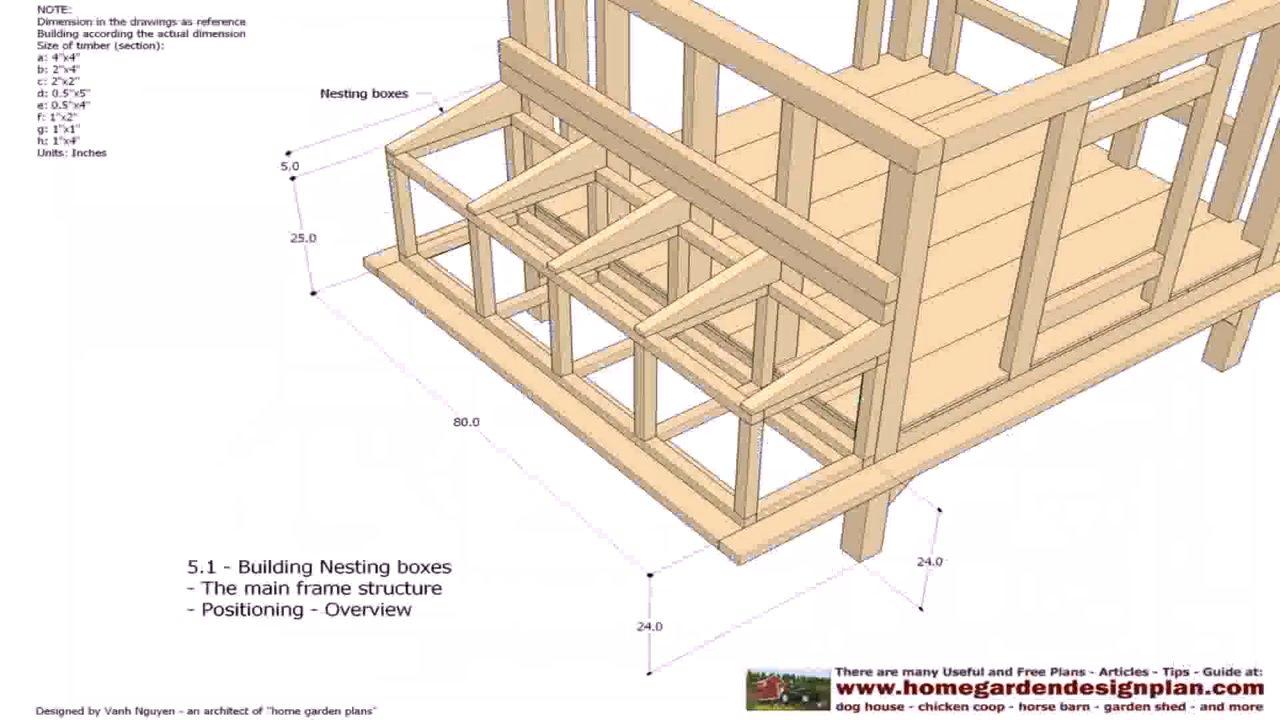 NOTE:
Dimension in the drawings as reference
Building according the actual dimension
Size of timber (section):
a: 4"x4"
b: 2"x4"
c: 2"x2"
d: 0.5"x5"
e: 0.5"x4"
f: 1"x2"
g: 1"x1"
h: 1"x4"
Units: Inches
Nesting boxes
5,0
25.0
80.0
24.0
24.0
5.1 - Building Nesting boxes
- The main frame structure
- Positioning - Overview
There are many Useful and Free Plans - Articles - Tips - Guide at:
www.homegardendesignplan.com
dog house - chicken coop - horse barn - garden shed - and more
Designed by Vanh Nguyen - an architect of "home garden plans"